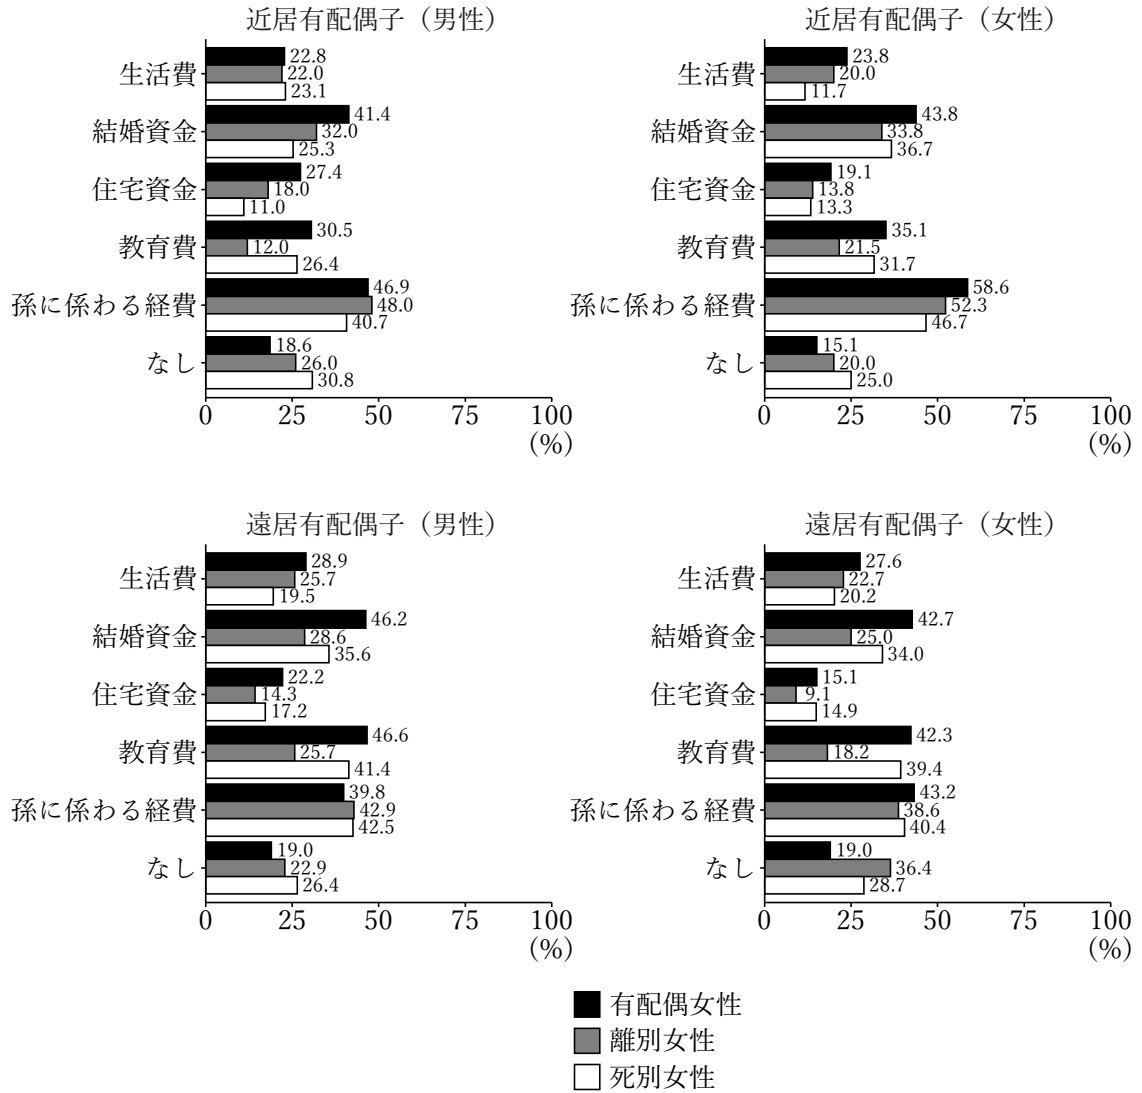 近居有配偶子（男性）
生活費
22.8
22.0
23.1
結婚資金
41.4
32.0
25.3
住宅資金
27.4
18.0
11.0
教育費
30.5
12.0
26.4
孫に係わる経費
46.9
48.0
40.7
なし
18.6
26.0
30.8
0 25 50 75 100
(%)
近居有配偶子（女性）
生活費
23.8
20.0
11.7
結婚資金
43.8
33.8
36.7
住宅資金
19.1
13.8
13.3
教育費
35.1
21.5
31.7
孫に係わる経費
58.6
52.3
46.7
なし
15.1
20.0
25.0
0 25 50 75 100
(%)
遠居有配偶子（男性）
生活費
28.9
25.7
19.5
結婚資金
46.2
28.6
35.6
住宅資金
22.2
14.3
17.2
教育費
46.6
25.7
41.4
孫に係わる経費
39.8
42.9
42.5
なし
19.0
22.9
26.4
0 25 50 75 100
(%)
遠居有配偶子（女性）
生活費
27.6
22.7
20.2
結婚資金
42.7
25.0
34.0
住宅資金
15.1
9.1
14.9
教育費
42.3
18.2
39.4
孫に係わる経費
43.2
38.6
40.4
なし
19.0
36.4
28.7
0 25 50 75 100
(%)
有配偶女性
離別女性
死別女性